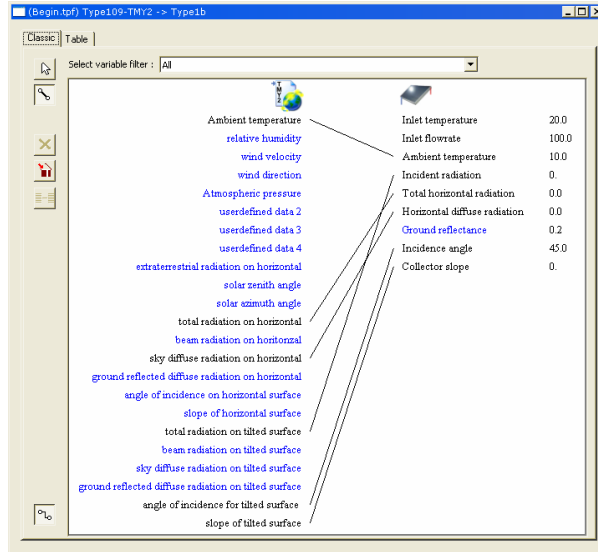 (Begin.tpf) Type109-TMY2 -> Type1b
Classic Table
Select variable filter : All
TMY2
Ambient temperature Inlet temperature 20.0
relative humidity Inlet flowrate 100.0
wind velocity Ambient temperature 10.0
wind direction Incident radiation 0.
Atmospheric pressure Total horizontal radiation 0.0
userdefined data 2 Horizontal diffuse radiation 0.0
userdefined data 3 Ground reflectance 0.2
userdefined data 4 Incidence angle 45.0
extraterrestrial radiation on horizontal Collector slope 0.
solar zenith angle
solar azimuth angle
total radiation on horizontal
beam radiation on horitonzal
sky diffuse radiation on horizontal
ground reflected diffuse radiation on horizontal
angle of incidence on horizontal surface
slope of horizontal surface
total radiation on tilted surface
beam radiation on tilted surface
sky diffuse radiation on tilted surface
ground reflected diffuse radiation on tilted surface
angle of incidence for tilted surface
slope of tilted surface